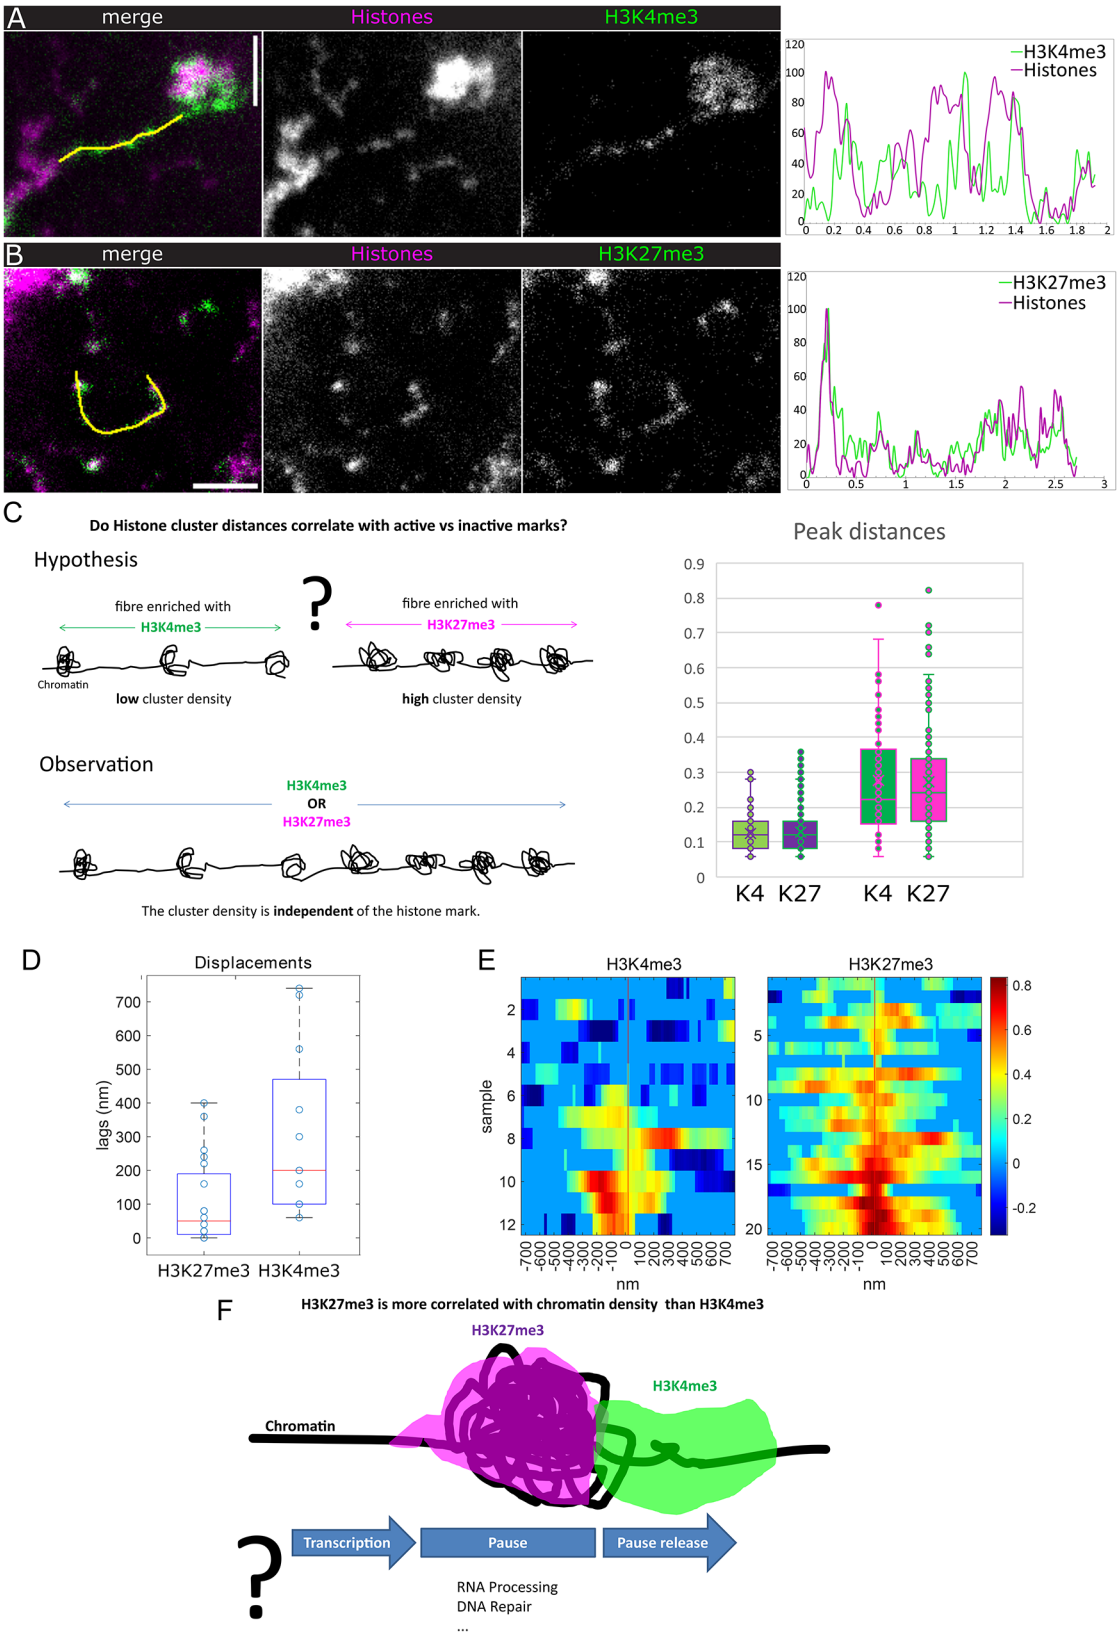 A
merge
Histones
H3K4me3
120
100
80
60
40
20
0
H3K4me3
Histones
0 0.2 0.4 0.6 0.8 1 1.2 1.4 1.6 1.8 2
B
merge
Histones
H3K27me3
120
100
80
60
40
20
0
H3K27me3
Histones
0 0.5 1 1.5 2 2.5 3
C
Do Histone cluster distances correlate with active vs inactive marks?
Hypothesis
?
fibre enriched with
H3K4me3
Chromatin
low cluster density
fibre enriched with
H3K27me3
high cluster density
Observation
H3K4me3
OR
H3K27me3
The cluster density is independent of the histone mark.
Peak distances
0.9
0.8
0.7
0.6
0.5
0.4
0.3
0.2
0.1
0
K4 K27 K4 K27
D
Displacements
lags (nm)
700
600
500
400
300
200
100
0
H3K27me3 H3K4me3
E
H3K4me3
sample
2
4
6
8
10
12
-700 -600 -500 -400 -300 -200 -100 0 100 200 300 400 500 600 700
nm
H3K27me3
5
10
15
20
-700 -600 -500 -400 -300 -200 -100 0 100 200 300 400 500 600 700
nm
0.8
0.6
0.4
0.2
0
-0.2
F
H3K27me3 is more correlated with chromatin density than H3K4me3
H3K27me3
H3K4me3
Chromatin
?
Transcription
Pause
Pause release
RNA Processing
DNA Repair
...